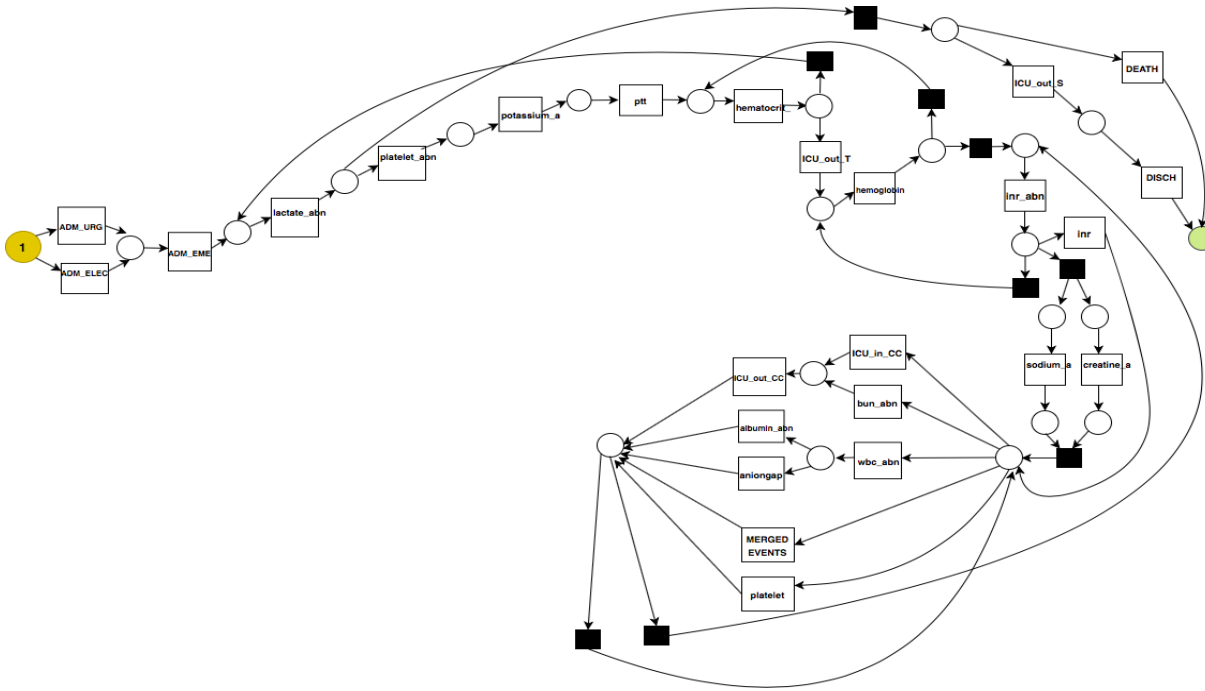 DEATH
ICU_out_S
ptt
hematocrit_
potassium_a
platelet_abn
ICU_out_T
DISCH
hemoglobin
inr_abn
lactate_abn
ADM_URG
inr
1
ADM_EME
ADM_ELEC
ICU_in_CC
sodium_a
creatine_a
ICU_out_CC
bun_abn
albumin_abn
wbc_abn
aniongap
MERGED
EVENTS
platelet